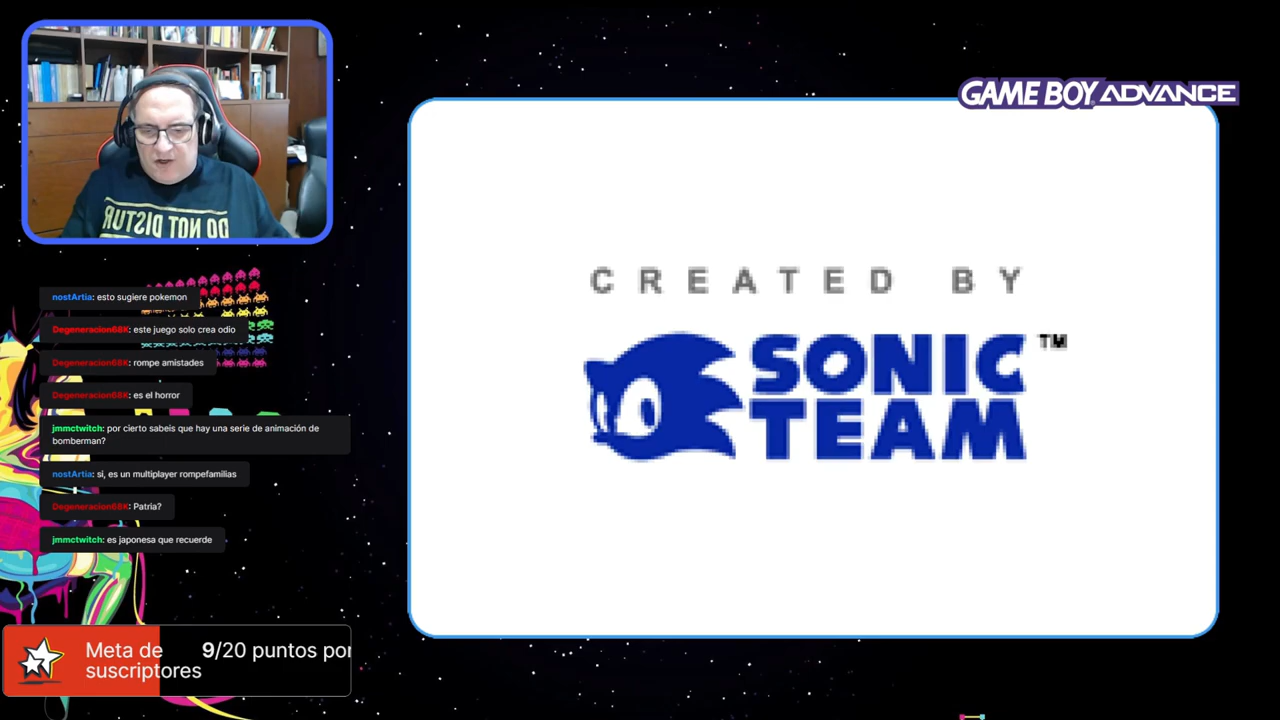 GAME BOY ADVANCE
DO NOT DISTUR
CREATED BY
SONIC
TEAM
TM
nostArtia: esto sugiere pokemon
Degeneracion68K: este juego solo crea odio
Degeneracion68K: rompe amistades
Degeneracion68K: es el horror
jmmctwitch: por cierto sabeis que hay una serie de animación de
bomberman?
nostArtia: si, es un multiplayer rompefamilias
Degeneracion68K: Patria?
jmmctwitch: es japonesa que recuerde
Meta de
suscriptores
9/20 puntos por